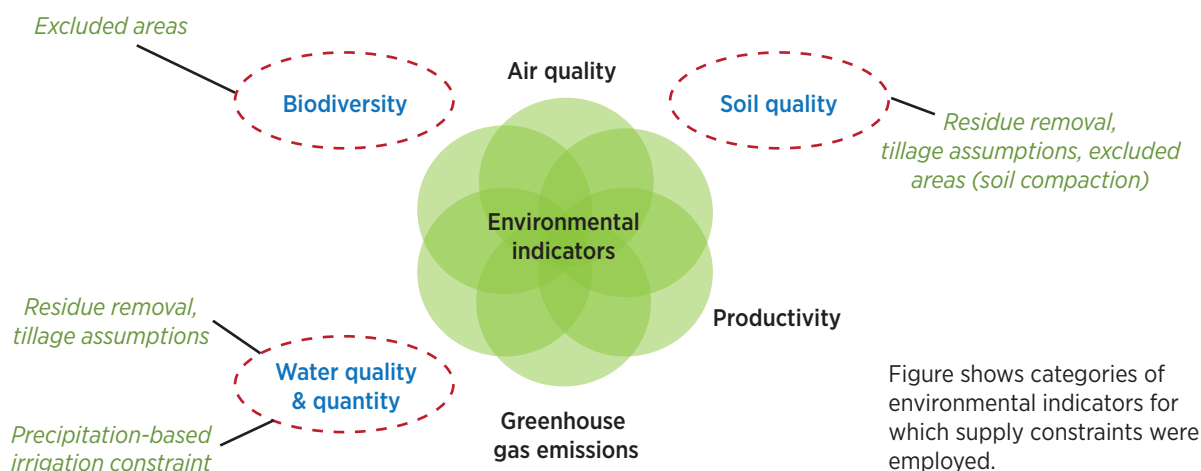 Excluded areas
Biodiversity
Air quality
Soil quality
Residue removal,
tillage assumptions, excluded
areas (soil compaction)
Environmental
indicators
Residue removal,
tillage assumptions
Water quality
& quantity
Precipitation-based
irrigation constraint
Productivity
Greenhouse
gas emissions
Figure shows categories of
environmental indicators for
which supply constraints were
employed.